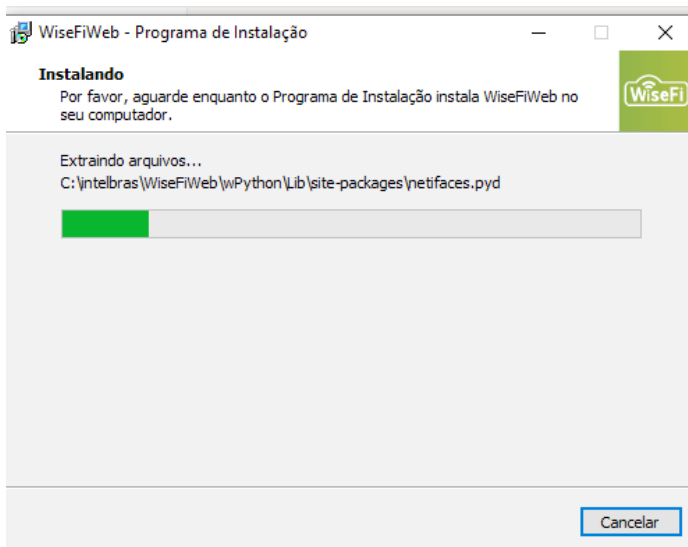 WiseFiWeb - Programa de Instalação
Instalando
Por favor, aguarde enquanto o Programa de Instalação instala WiseFiWeb no
seu computador.
WiseFi
Extraindo arquivos...
C:\intelbras\WiseFiWeb\wPython\Lib\site-packages\netifaces.pyd
Cancelar